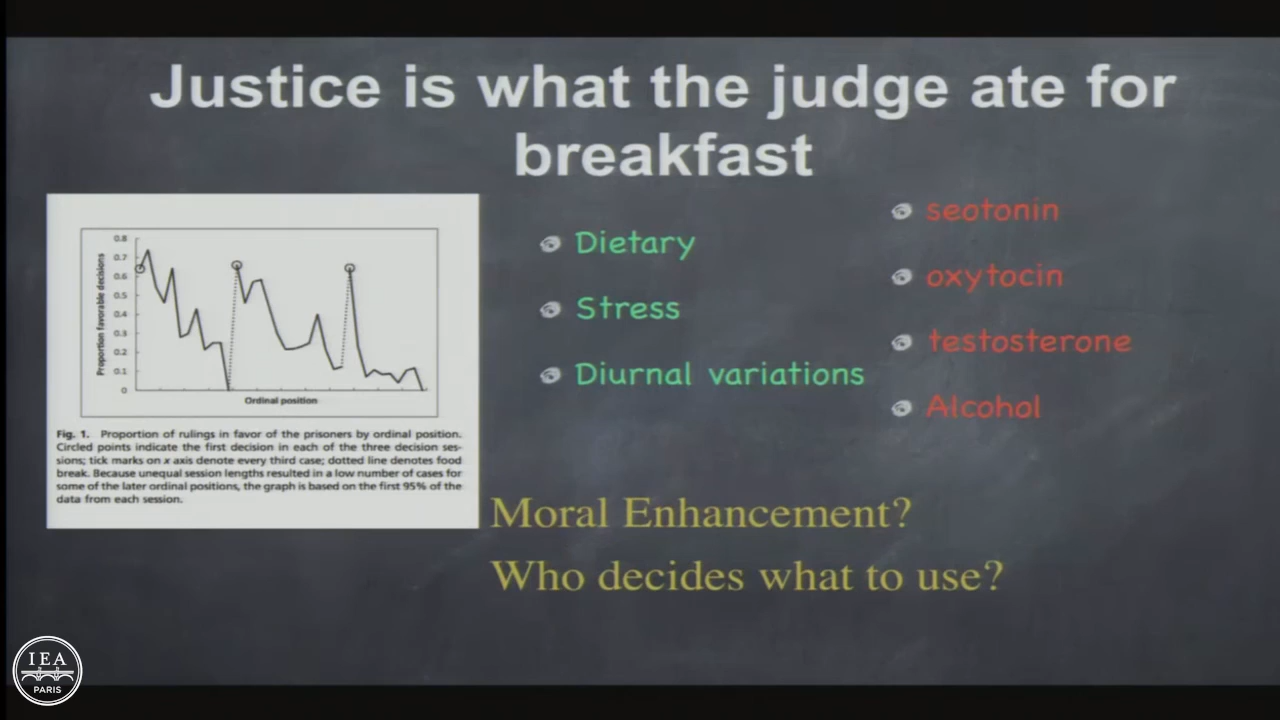 Justice is what the judge ate for
breakfast
0.8
0.7
0.6
0.5
0.4
0.3
0.2
0.1
0
Proportion favorable decisions
Ordinal position
Fig. 1. Proportion of rulings in favor of the prisoners by ordinal position.
Circled points indicate the first decision in each of the three decision ses-
sions; tick marks on x axis denote every third case; dotted line denotes food
break. Because unequal session lengths resulted in a low number of cases for
some of the later ordinal positions, the graph is based on the first 95% of the
data from each session.
Dietary
Stress
Diurnal variations
seotonin
oxytocin
testosterone
Alcohol
Moral Enhancement?
Who decides what to use?
IEA
PARIS